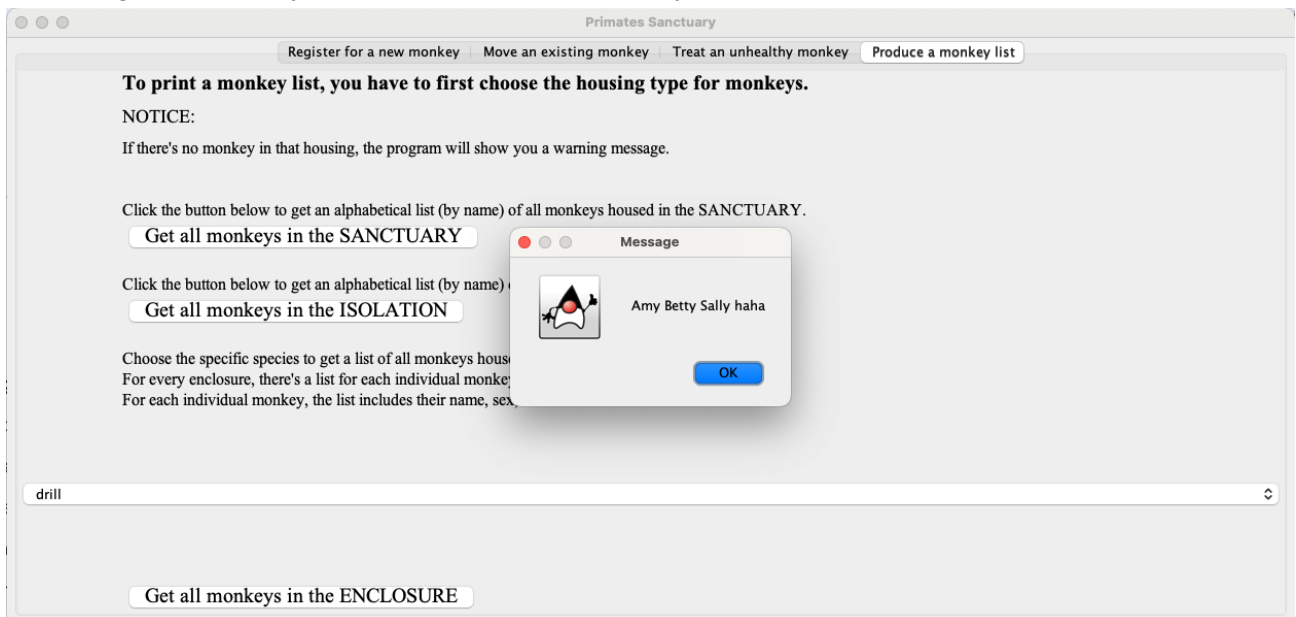 Primates Sanctuary
Register for a new monkey Move an existing monkey Treat an unhealthy monkey Produce a monkey list
To print a monkey list, you have to first choose the housing type for monkeys.
NOTICE:
If there's no monkey in that housing, the program will show you a warning message.
Click the button below to get an alphabetical list (by name) of all monkeys housed in the SANCTUARY.
Get all monkeys in the SANCTUARY
Message
Click the button below to get an alphabetical list (by name)
Amy Betty Sally haha
Get all monkeys in the ISOLATION
Choose the specific species to get a list of all monkeys
For every enclosure, there's a list for each individual
OK
For each individual monkey, the list includes their name, sex,
drill
Get all monkeys in the ENCLOSURE